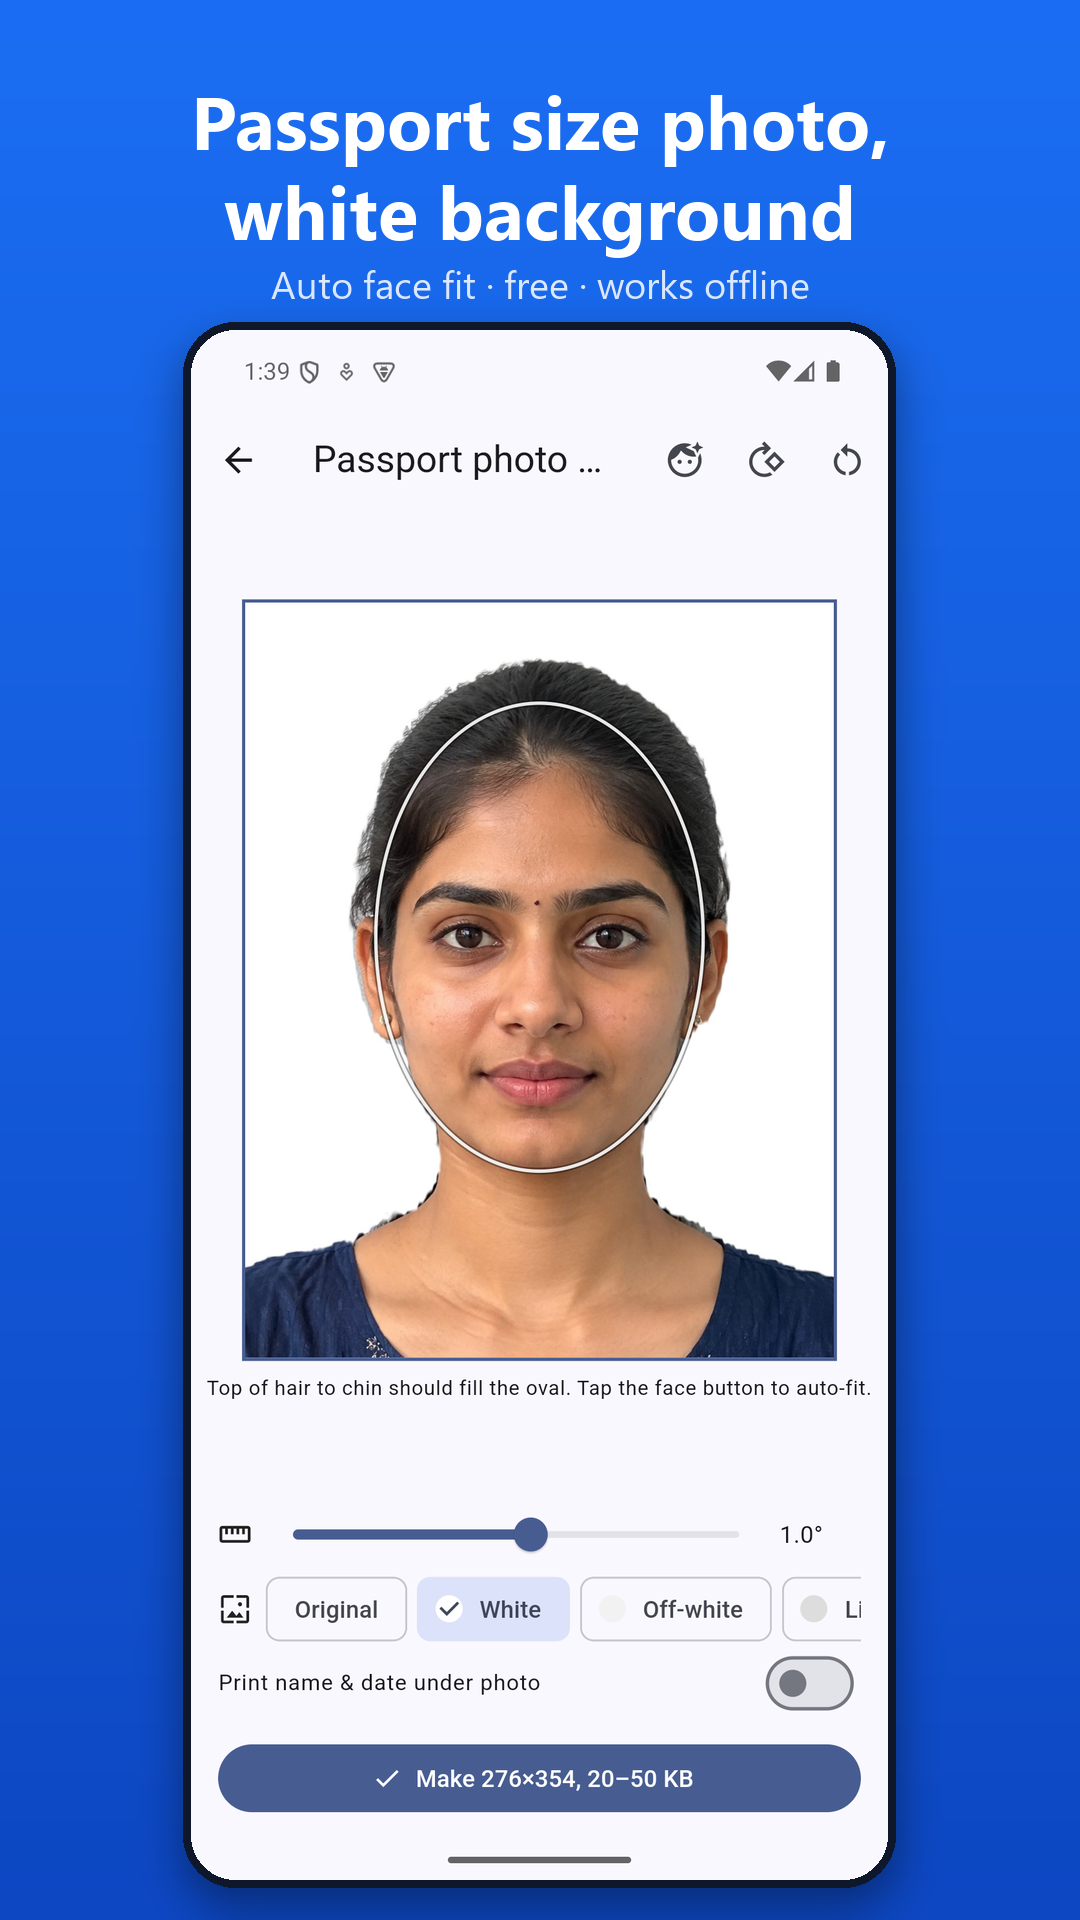 Passport size photo,
white background
Auto face fit · free · works offline
1:39
Passport photo ...
Top of hair to chin should fill the oval. Tap the face button to auto-fit.
1.0°
Original
White
Off-white
Li
Print name & date under photo
Make 276×354, 20–50 KB